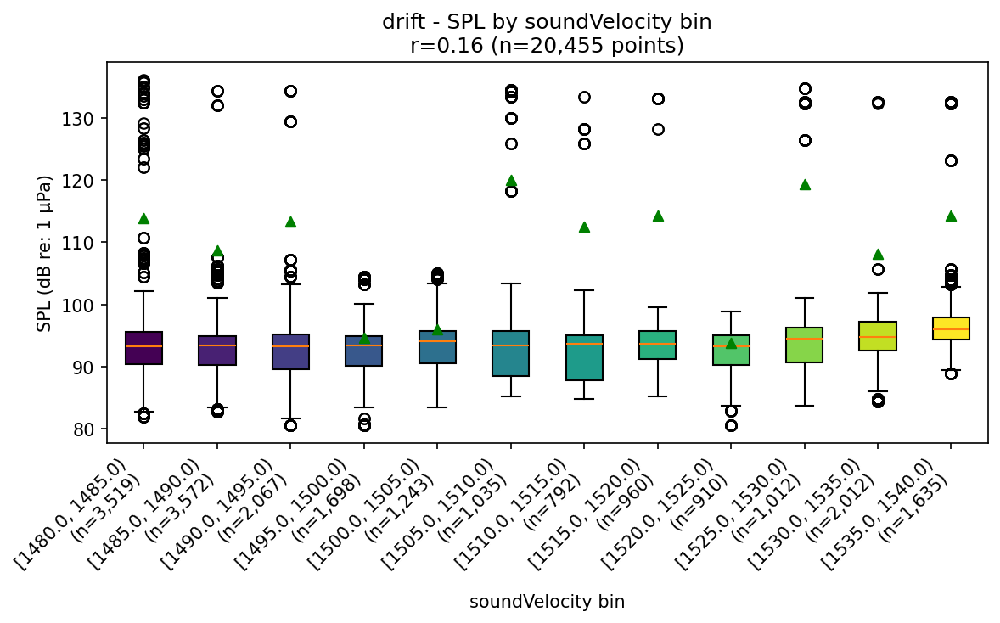 drift - SPL by soundVelocity bin
r=0.16 (n=20,455 points)
SPL (dB re: 1 µPa)
130
120
110
100
90
80
[1480.0, 1485.0)
(n=3,519)
[1485.0, 1490.0)
(n=3,572)
[1490.0, 1495.0)
(n=2,067)
[1495.0, 1500.0)
(n=1,698)
[1500.0, 1505.0)
(n=1,243)
[1505.0, 1510.0)
(n=1,035)
[1510.0, 1515.0)
(n=792)
[1515.0, 1520.0)
(n=960)
[1520.0, 1525.0)
(n=910)
[1525.0, 1530.0)
(n=1,012)
[1530.0, 1535.0)
(n=2,012)
[1535.0, 1540.0)
(n=1,635)
soundVelocity bin